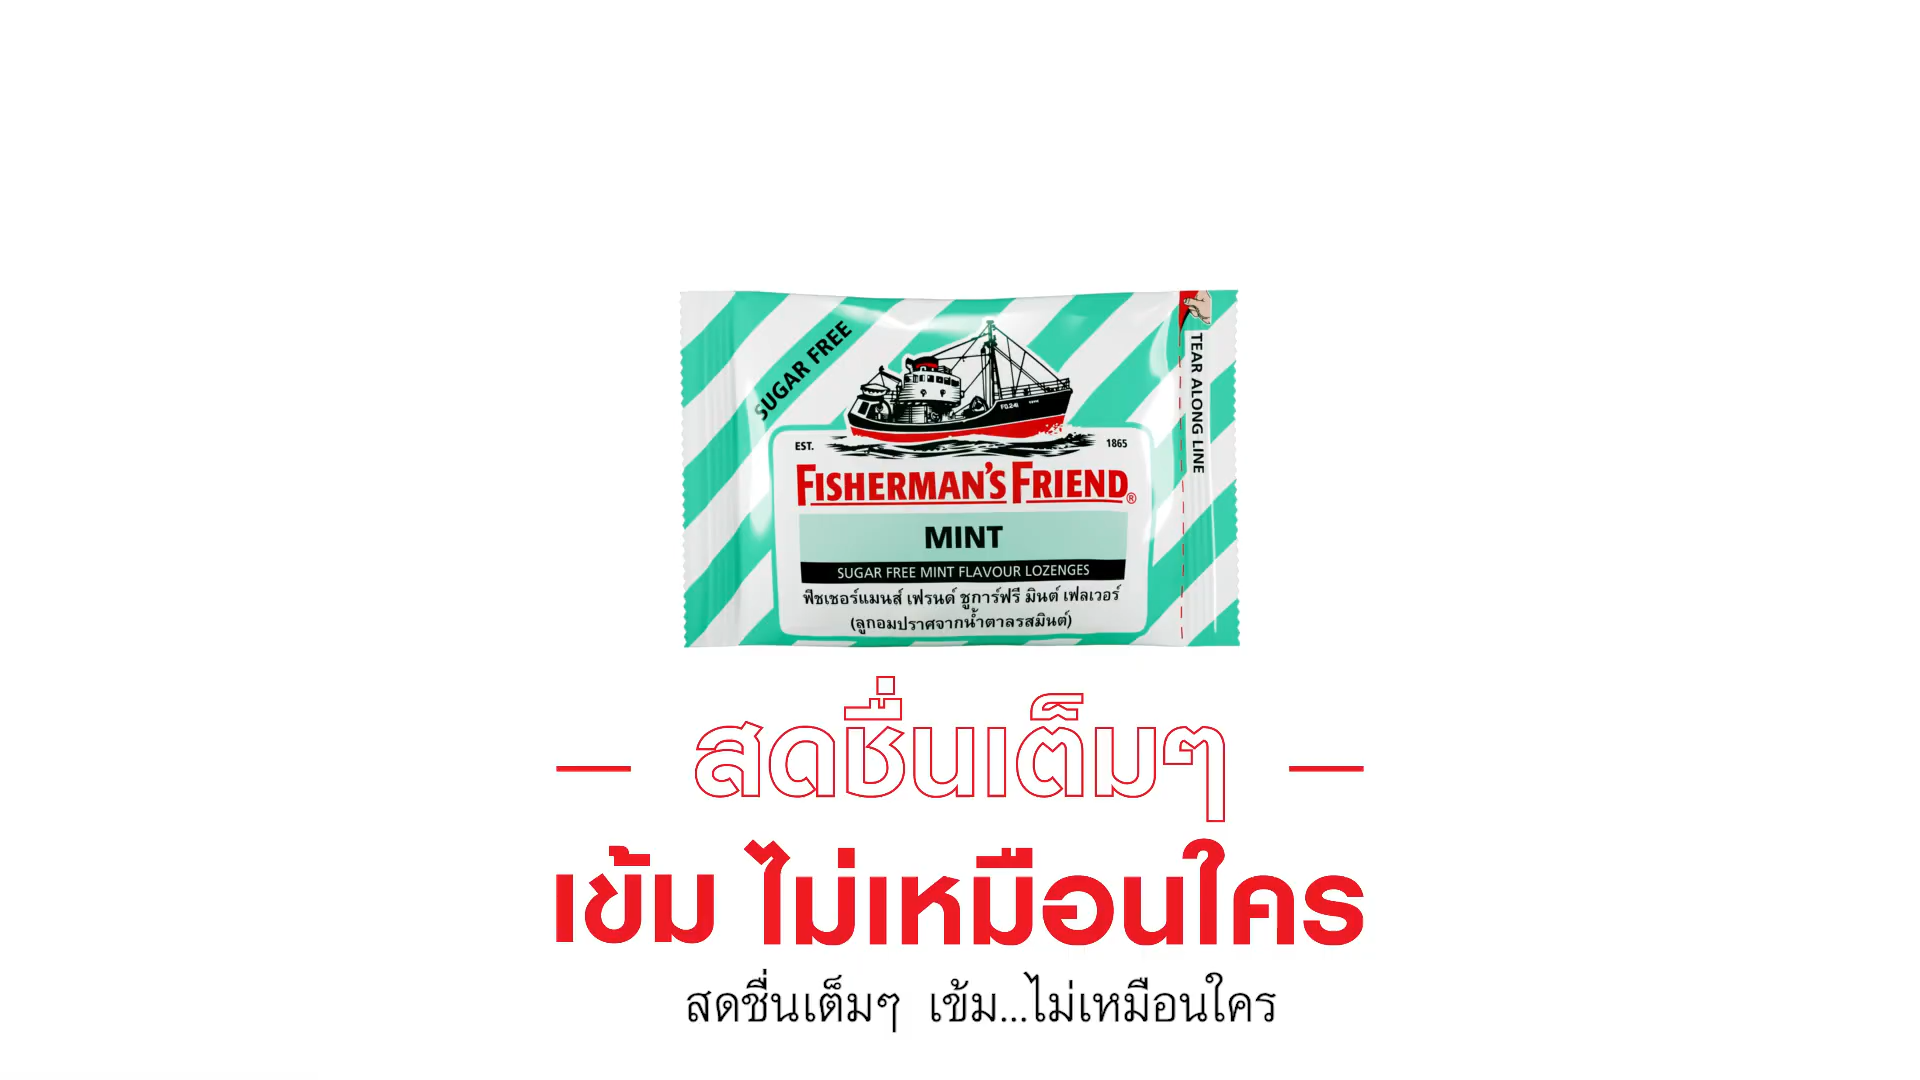 SUGAR FREE
TEAR ALONG LINE
FD.241
EST. 1865
FISHERMAN'S FRIEND®
MINT
SUGAR FREE MINT FLAVOUR LOZENGES
ฟิชเชอร์แมนส์ เฟรนด์ ชูการ์ฟรี มินต์ เฟลเวอร์
(ลูกอมปราศจากน้ำตาลรสมินต์)
สดชื่นเต็มๆ
เข้ม ไม่เหมือนใคร
สดชื่นเต็มๆ เข้ม...ไม่เหมือนใคร